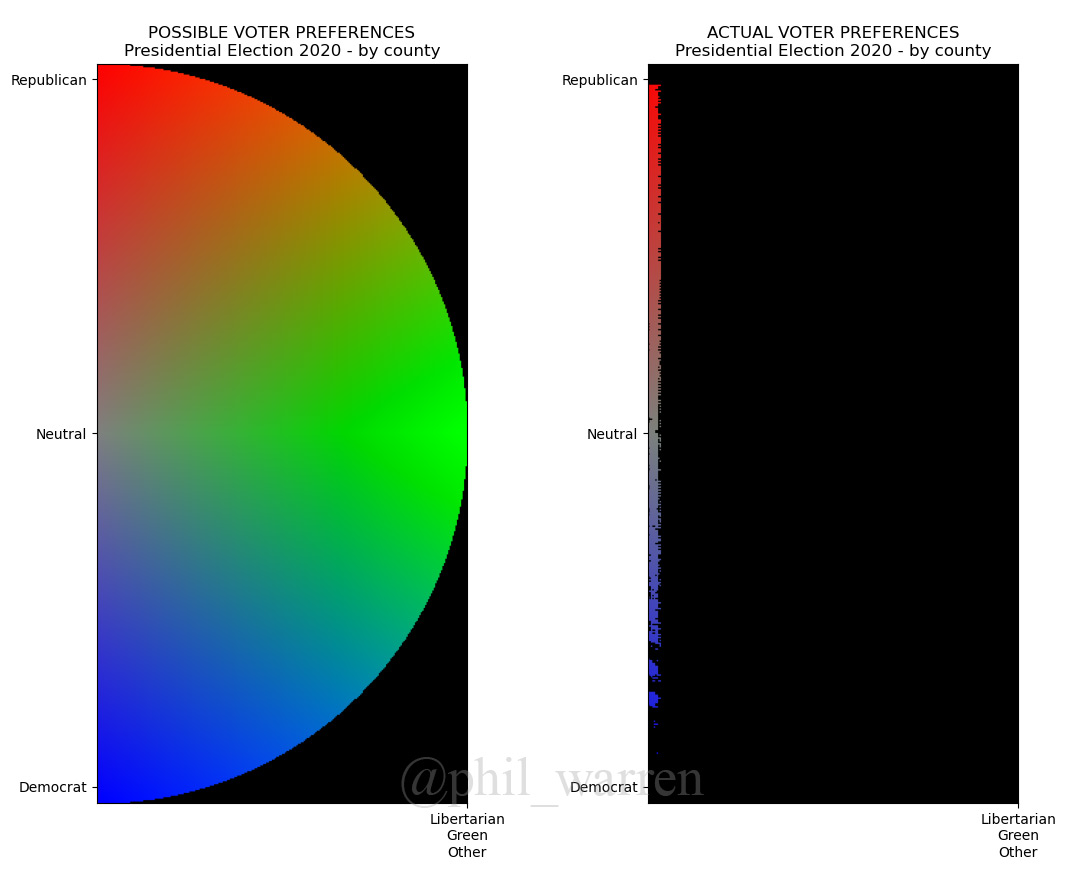 POSSIBLE VOTER PREFERENCES
Presidential Election 2020 - by county
Republican
Neutral
Democrat
Libertarian
Green
Other
ACTUAL VOTER PREFERENCES
Presidential Election 2020 - by county
Republican
Neutral
Democrat
Libertarian
Green
Other
@phil_warren